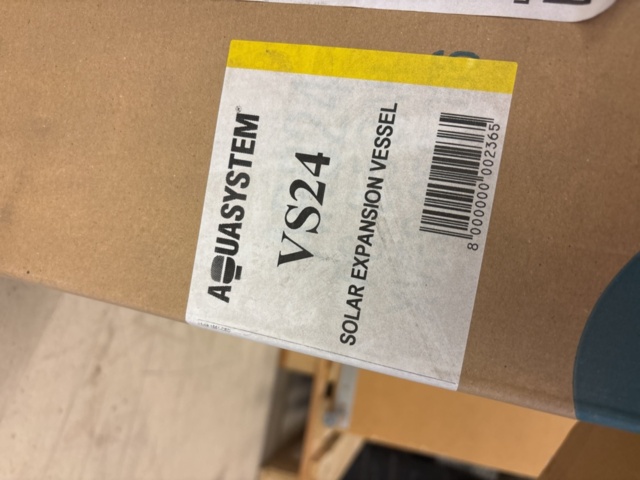 AQUASYSTEM®
VS24
SOLAR EXPANSION VESSEL
8 000000 002365